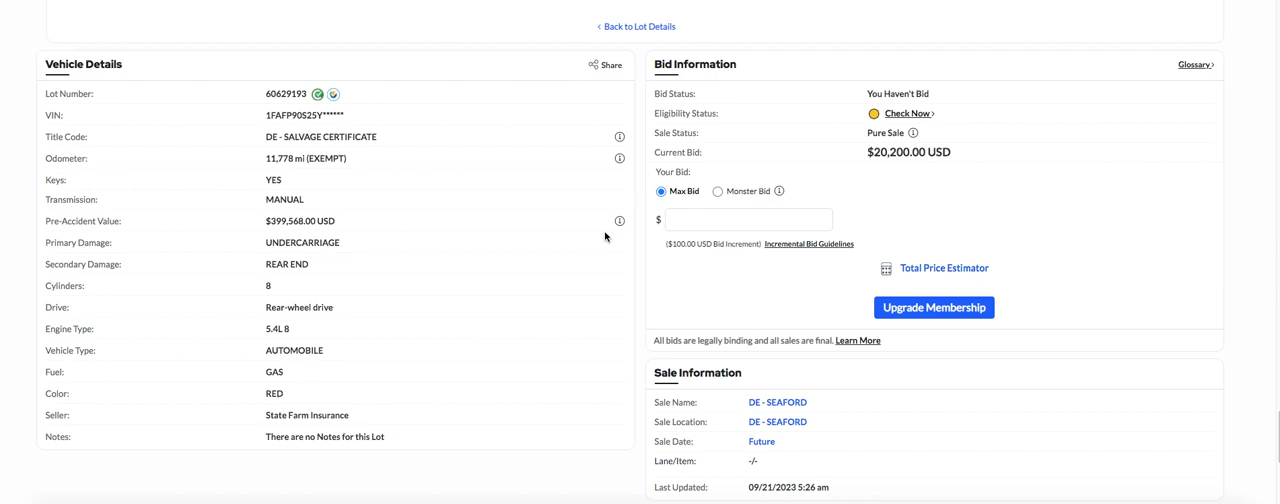 ‹ Back to Lot Details
Vehicle Details
Share
Lot Number: 60629193
VIN: 1FAFP90S25Y******
Title Code: DE - SALVAGE CERTIFICATE
Odometer: 11,778 mi (EXEMPT)
Keys: YES
Transmission: MANUAL
Pre-Accident Value: $399,568.00 USD
Primary Damage: UNDERCARRIAGE
Secondary Damage: REAR END
Cylinders: 8
Drive: Rear-wheel drive
Engine Type: 5.4L 8
Vehicle Type: AUTOMOBILE
Fuel: GAS
Color: RED
Seller: State Farm Insurance
Notes: There are no Notes for this Lot
Bid Information
Glossary ›
Bid Status: You Haven't Bid
Eligibility Status: Check Now ›
Sale Status: Pure Sale
Current Bid: $20,200.00 USD
Your Bid:
Max Bid Monster Bid
$
($100.00 USD Bid Increment) Incremental Bid Guidelines
Total Price Estimator
Upgrade Membership
All bids are legally binding and all sales are final. Learn More
Sale Information
Sale Name: DE - SEAFORD
Sale Location: DE - SEAFORD
Sale Date: Future
Lane/Item: -/-
Last Updated: 09/21/2023 5:26 am